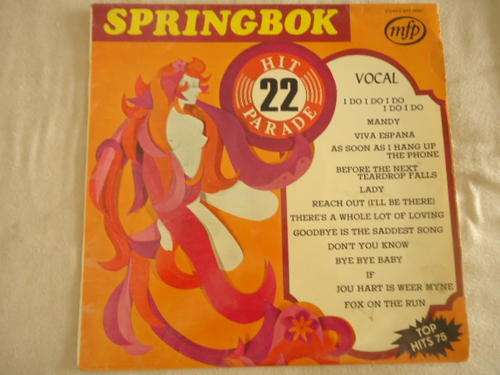 SPRINGBOK
mfp
HIT
22
PARADE
VOCAL
I DO I DO I DO
I DO I DO
MANDY
VIVA ESPANA
AS SOON AS I HANG UP
THE PHONE
BEFORE THE NEXT
TEARDROP FALLS
LADY
REACH OUT (I'LL BE THERE)
THERE'S A WHOLE LOT OF LOVING
GOODBYE IS THE SADDEST SONG
DON'T YOU KNOW
BYE BYE BABY
IF
JOU HART IS WEER MYNE
FOX ON THE RUN
TOP
HITS 75